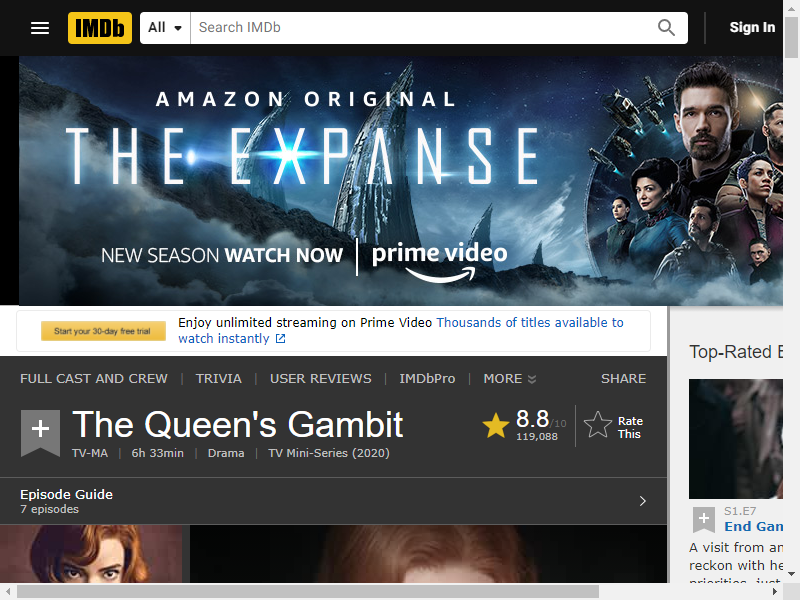 IMDb All Search IMDb Sign In
AMAZON ORIGINAL
THE EXPANSE
NEW SEASON WATCH NOW prime video
Start your 30-day free trial
Enjoy unlimited streaming on Prime Video Thousands of titles available to
watch instantly
FULL CAST AND CREW | TRIVIA | USER REVIEWS | IMDbPro | MORE SHARE
The Queen's Gambit
TV-MA | 6h 33min | Drama | TV Mini-Series (2020)
8.8/10
119,088
Rate
This
Episode Guide
7 episodes
Top-Rated E
S1.E7
End Gan
A visit from an
reckon with he
priorities, just